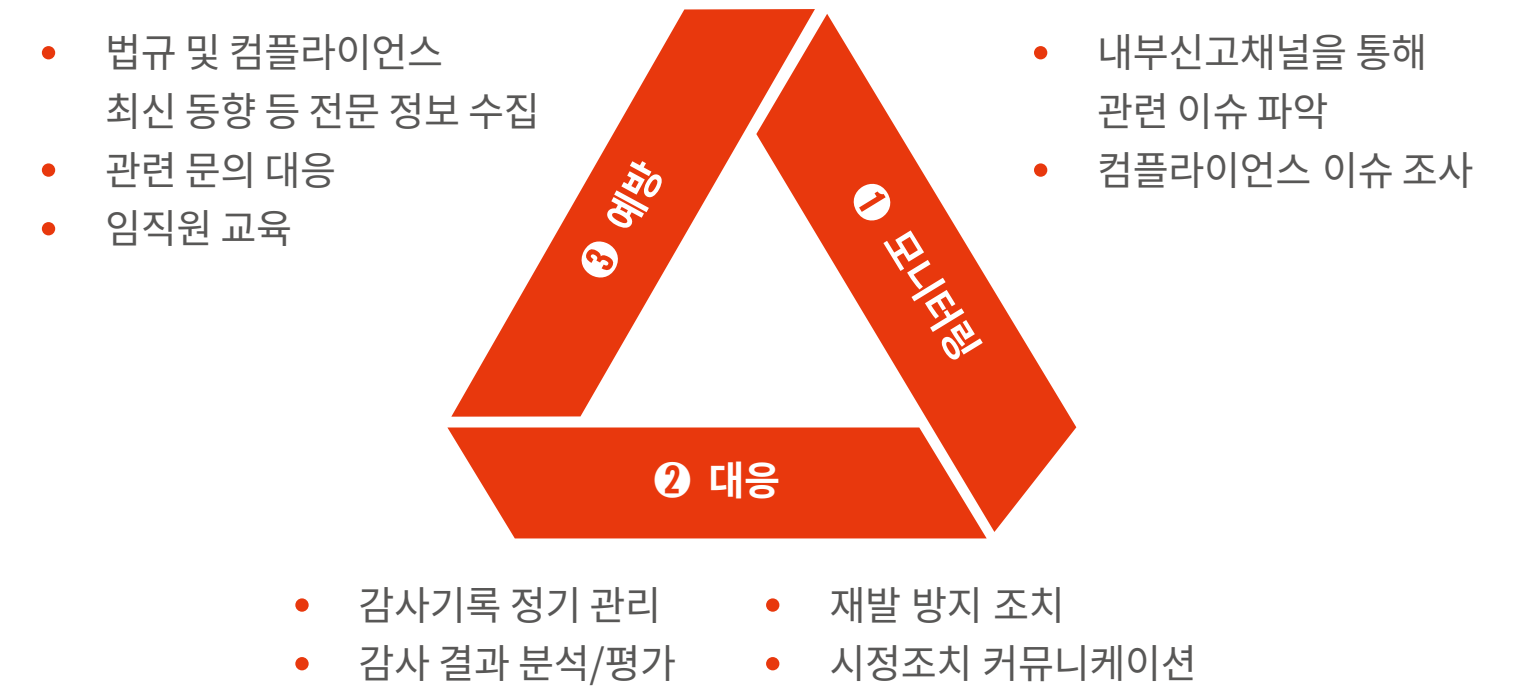 • 법규 및 컴플라이언스
최신 동향 등 전문 정보 수집
• 관련 문의 대응
• 임직원 교육
❸ 예방
❶ 모니터링
• 내부신고채널을 통해
관련 이슈 파악
• 컴플라이언스 이슈 조사
❷ 대응
• 감사기록 정기 관리
• 감사 결과 분석/평가
• 재발 방지 조치
• 시정조치 커뮤니케이션